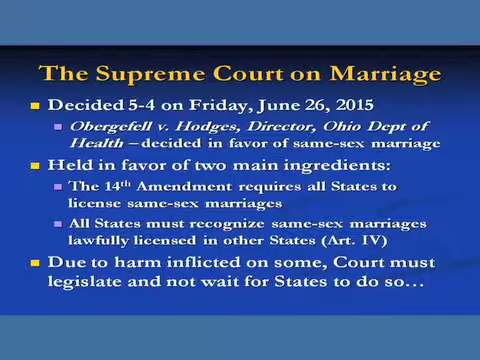 The Supreme Court on Marriage
Decided 5-4 on Friday, June 26, 2015
Obergefell v. Hodges, Director, Ohio Dept of
Health – decided in favor of same-sex marriage
Held in favor of two main ingredients:
The 14th Amendment requires all States to
license same-sex marriages
All States must recognize same-sex marriages
lawfully licensed in other States (Art. IV)
Due to harm inflicted on some, Court must
legislate and not wait for States to do so…